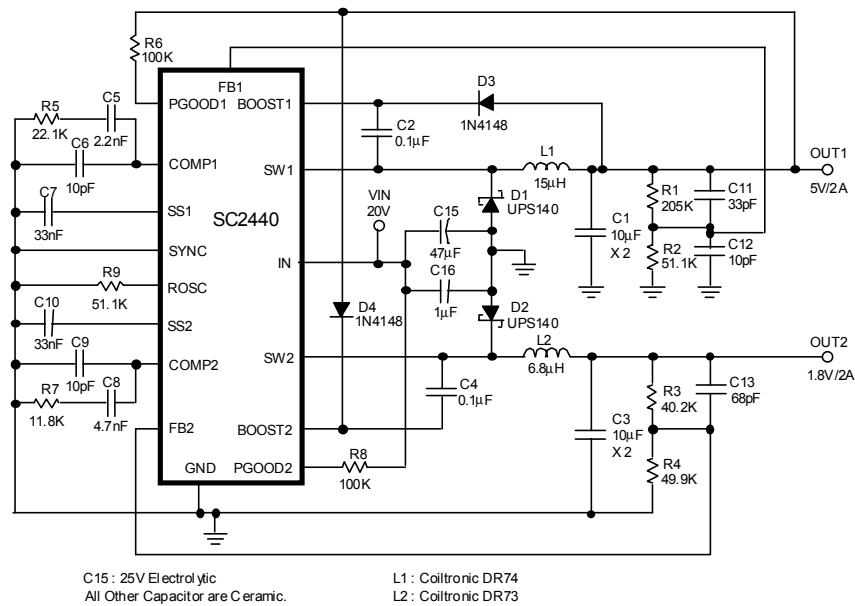 R6
100K
FB1
D3
PGOOD1
BOOST1
1N4148
R5
22.1K
C5
2.2nF
C2
0.1µF
C6
10pF
COMP1
SW1
L1
15µH
OUT1
5V/2A
C7
33nF
SS1
VIN
20V
D1
UPS140
R1
205K
C11
33pF
SC2440
C15
47µF
C1
10µF
X 2
SYNC
R2
51.1K
C12
10pF
IN
R9
51.1K
ROSC
C16
1µF
C10
33nF
SS2
D4
1N4148
D2
UPS140
C9
10pF
COMP2
SW2
L2
6.8µH
OUT2
1.8V/2A
R7
11.8K
C8
4.7nF
C4
0.1µF
R3
40.2K
C13
68pF
FB2
BOOST2
C3
10µF
X 2
GND
PGOOD2
R8
100K
R4
49.9K
C15 : 25V Electrolytic
All Other Capacitor are Ceramic.
L1 : Coiltronic DR74
L2 : Coiltronic DR73